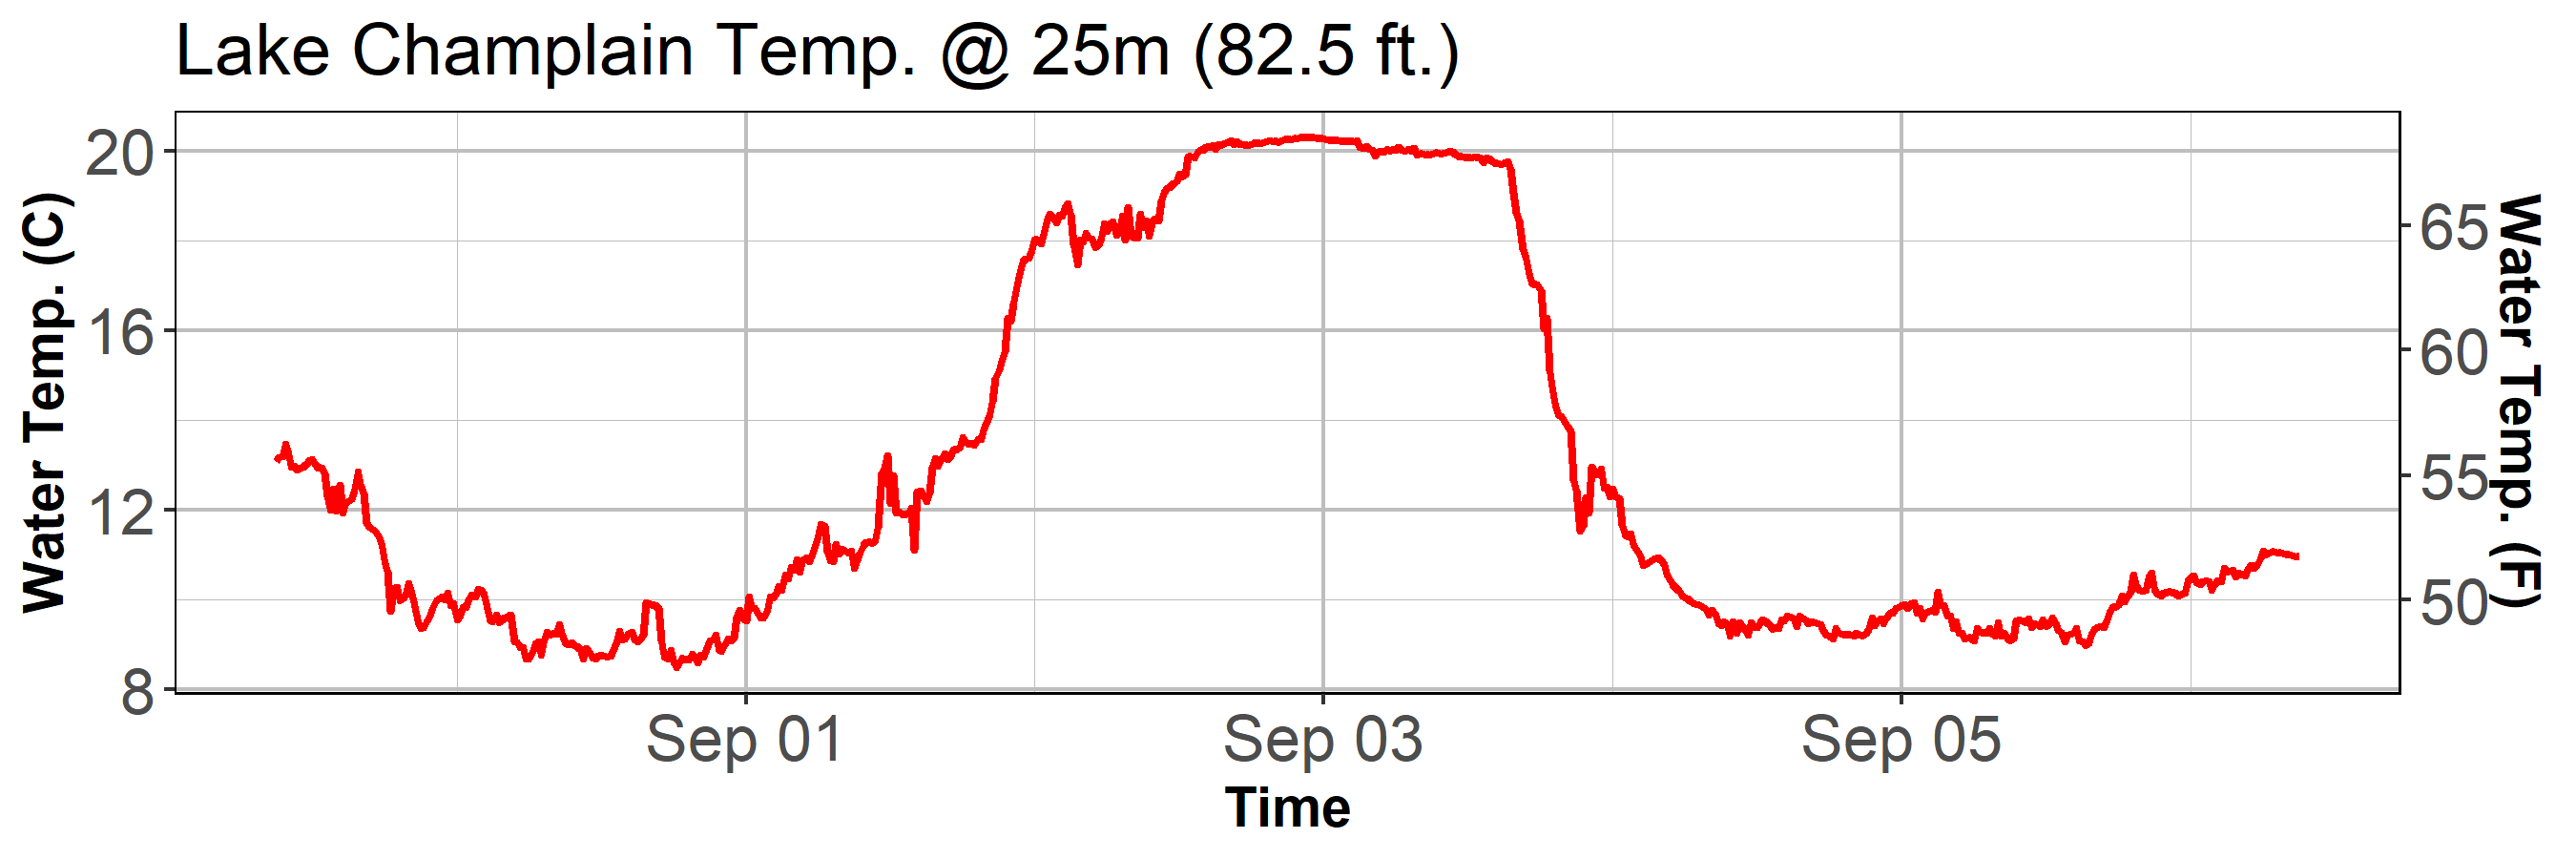 Lake Champlain Temp. @ 25m (82.5 ft.)
Water Temp. (C)
20
16
12
8
65
60
55
50
Water Temp. (F)
Sep 01
Sep 03
Sep 05
Time